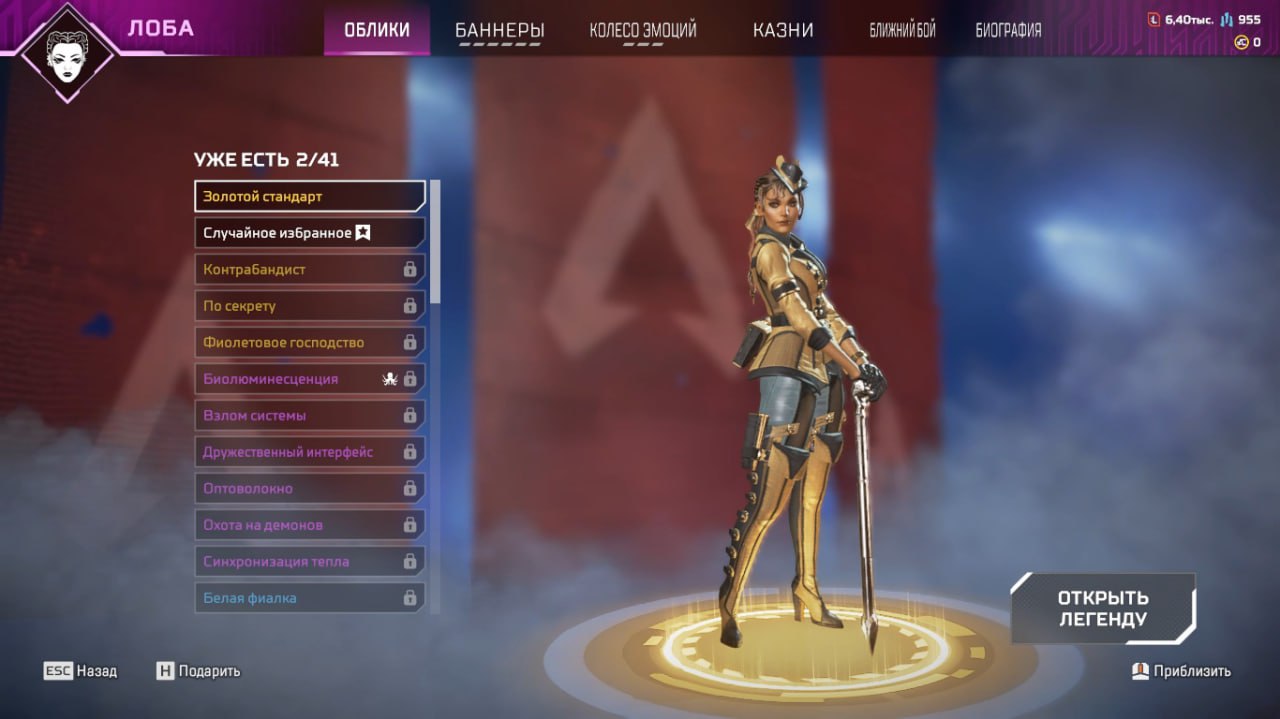 ЛОБА
ОБЛИКИ
БАННЕРЫ
КОЛЕСО ЭМОЦИЙ
КАЗНИ
БЛИЖНИЙ БОЙ
БИОГРАФИЯ
6,40тыс. 955
0
УЖЕ ЕСТЬ 2/41
Золотой стандарт
Случайное избранное
Контрабандист
По секрету
Фиолетовое господство
Биолюминесценция
Взлом системы
Дружественный интерфейс
Оптоволокно
Охота на демонов
Синхронизация тепла
Белая фиалка
ОТКРЫТЬ
ЛЕГЕНДУ
ESC Назад
H Подарить
Приблизить